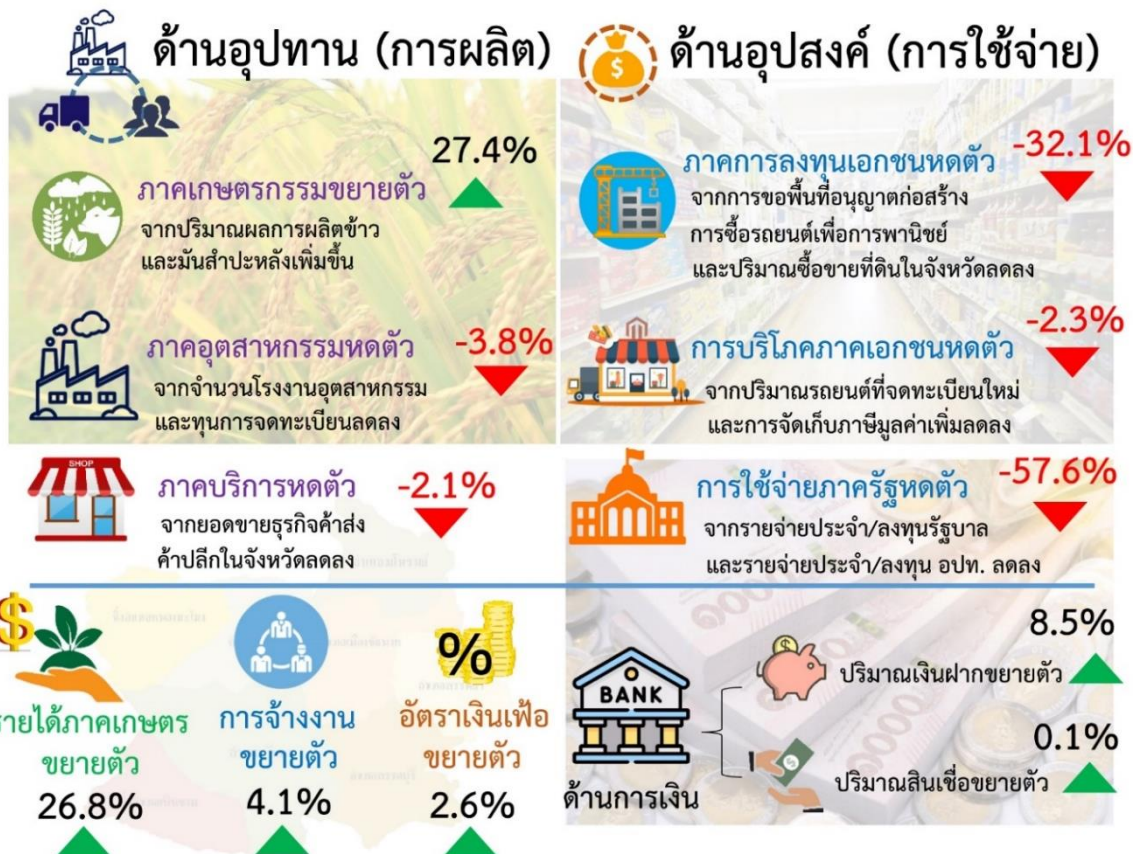 ด้านอุปทาน (การผลิต)
27.4%
ภาคเกษตรกรรมขยายตัว
จากปริมาณผลการผลิตข้าว
และมันสำปะหลังเพิ่มขึ้น
ภาคอุตสาหกรรมหดตัว
-3.8%
จากจำนวนโรงงานอุตสาหกรรม
และทุนการจดทะเบียนลดลง
SHOP
ภาคบริการหดตัว
-2.1%
จากยอดขายธุรกิจค้าส่ง
ค้าปลีกในจังหวัดลดลง
ด้านอุปสงค์ (การใช้จ่าย)
$
-32.1%
ภาคการลงทุนเอกชนหดตัว
จากการขอพื้นที่อนุญาตก่อสร้าง
การซื้อรถยนต์เพื่อการพานิชย์
และปริมาณซื้อขายที่ดินในจังหวัดลดลง
-2.3%
การบริโภคภาคเอกชนหดตัว
จากปริมาณรถยนต์ที่จดทะเบียนใหม่
และการจัดเก็บภาษีมูลค่าเพิ่มลดลง
-57.6%
การใช้จ่ายภาครัฐหดตัว
จากรายจ่ายประจำ/ลงทุนรัฐบาล
และรายจ่ายประจำ/ลงทุน อปท. ลดลง
$
รายได้ภาคเกษตร
ขยายตัว
26.8%
การจ้างงาน
ขยายตัว
4.1%
%
อัตราเงินเฟ้อ
ขยายตัว
2.6%
BANK
ด้านการเงิน
$
8.5%
ปริมาณเงินฝากขยายตัว
$
0.1%
ปริมาณสินเชื่อขยายตัว